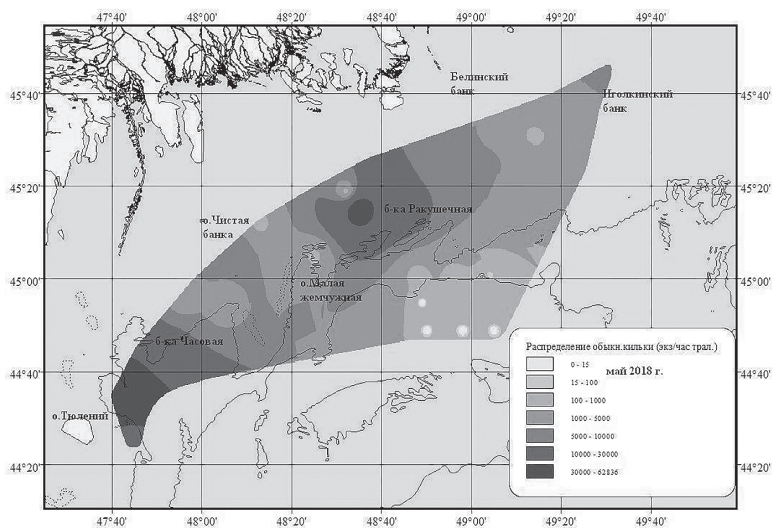 47°40' 48°00' 48°20' 48°40' 49°00' 49°20' 49°40'
45°40' 45°40'
45°20' 45°20'
45°00' 45°00'
44°40' 44°40'
44°20' 44°20'
Белинский
банк
Иголкинский
банк
о.Чистая
банка
б-ка Ракушечная
о.Малая
жемчужная
б-ка Часовая
о.Тюлений
Распределение обыкн.кильки (экз/час трал.)
май 2018 г.
0 - 15
15 - 100
100 - 1000
1000 - 5000
5000 - 10000
10000 - 30000
30000 - 62836
47°40' 48°00' 48°20' 48°40' 49°00' 49°20' 49°40'